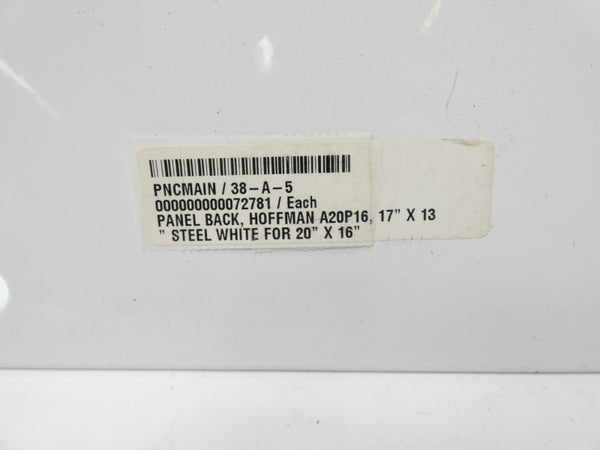 PNCMAIN / 38-A-5
000000000072781 / Each
PANEL BACK, HOFFMAN A20P16, 17" X 13
" STEEL WHITE FOR 20" X 16"